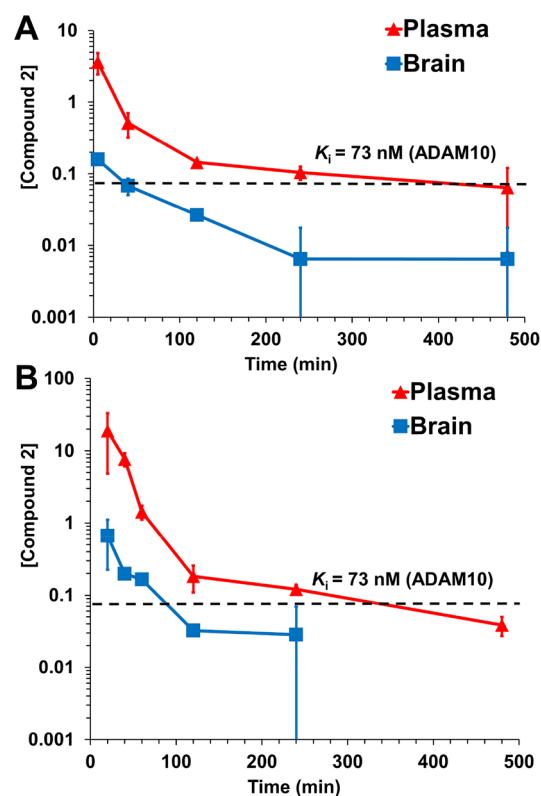 A
Plasma
Brain
[Compound 2]
10
1
0.1
0.01
0.001
Ki = 73 nM (ADAM10)
0 100 200 300 400 500
Time (min)
B
Plasma
Brain
[Compound 2]
100
10
1
0.1
0.01
0.001
Ki = 73 nM (ADAM10)
0 100 200 300 400 500
Time (min)